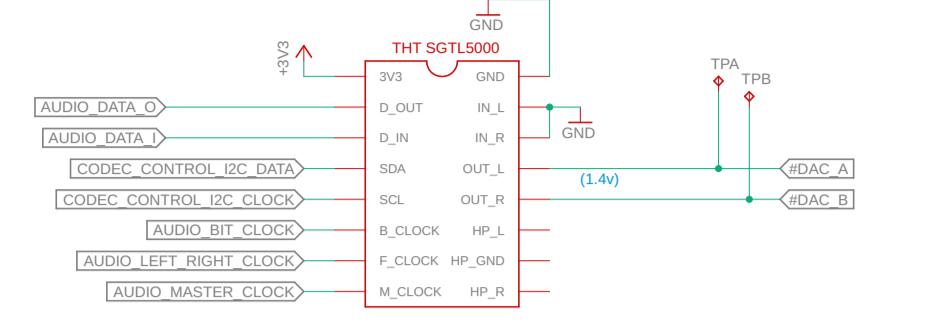 GND
+3V3
THT SGTL5000
TPA
TPB
3V3
GND
AUDIO_DATA_O
D_OUT
IN_L
GND
AUDIO_DATA_I
D_IN
IN_R
CODEC_CONTROL_I2C_DATA
SDA
OUT_L
(1.4v)
#DAC_A
CODEC_CONTROL_I2C_CLOCK
SCL
OUT_R
#DAC_B
AUDIO_BIT_CLOCK
B_CLOCK
HP_L
AUDIO_LEFT_RIGHT_CLOCK
F_CLOCK
HP_GND
AUDIO_MASTER_CLOCK
M_CLOCK
HP_R